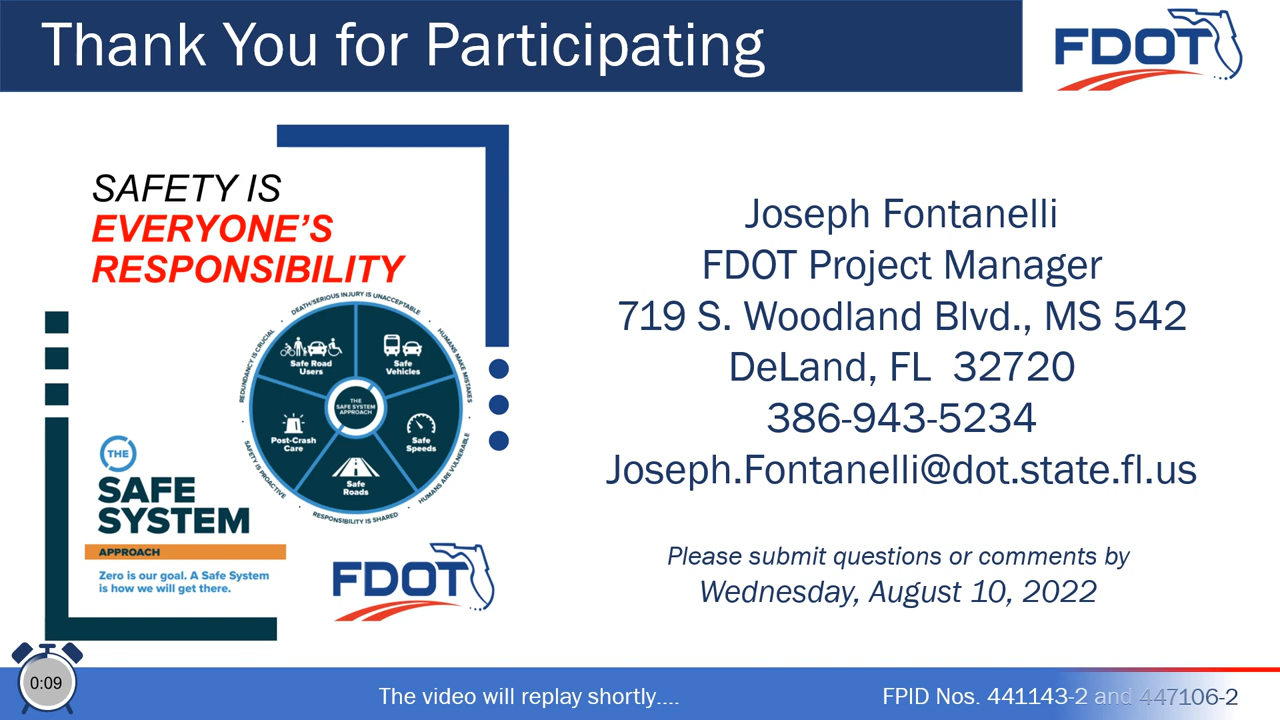 Thank You for Participating
FDOT
SAFETY IS
EVERYONE'S
RESPONSIBILITY
DEATH/SERIOUS INJURY IS UNACCEPTABLE
HUMANS MAKE MISTAKES
HUMANS ARE VULNERABLE
RESPONSIBILITY IS SHARED
SAFETY IS PROACTIVE
REDUNDANCY IS CRUCIAL
Safe Road
Users
Safe
Vehicles
THE
SAFE SYSTEM
APPROACH
Post-Crash
Care
Safe
Speeds
Safe
Roads
THE
SAFE
SYSTEM
APPROACH
Zero is our goal. A Safe System
is how we will get there.
FDOT
Joseph Fontanelli
FDOT Project Manager
719 S. Woodland Blvd., MS 542
DeLand, FL 32720
386-943-5234
Joseph.Fontanelli@dot.state.fl.us
Please submit questions or comments by
Wednesday, August 10, 2022
0:09
The video will replay shortly....
FPID Nos. 441143-2 and 447106-2